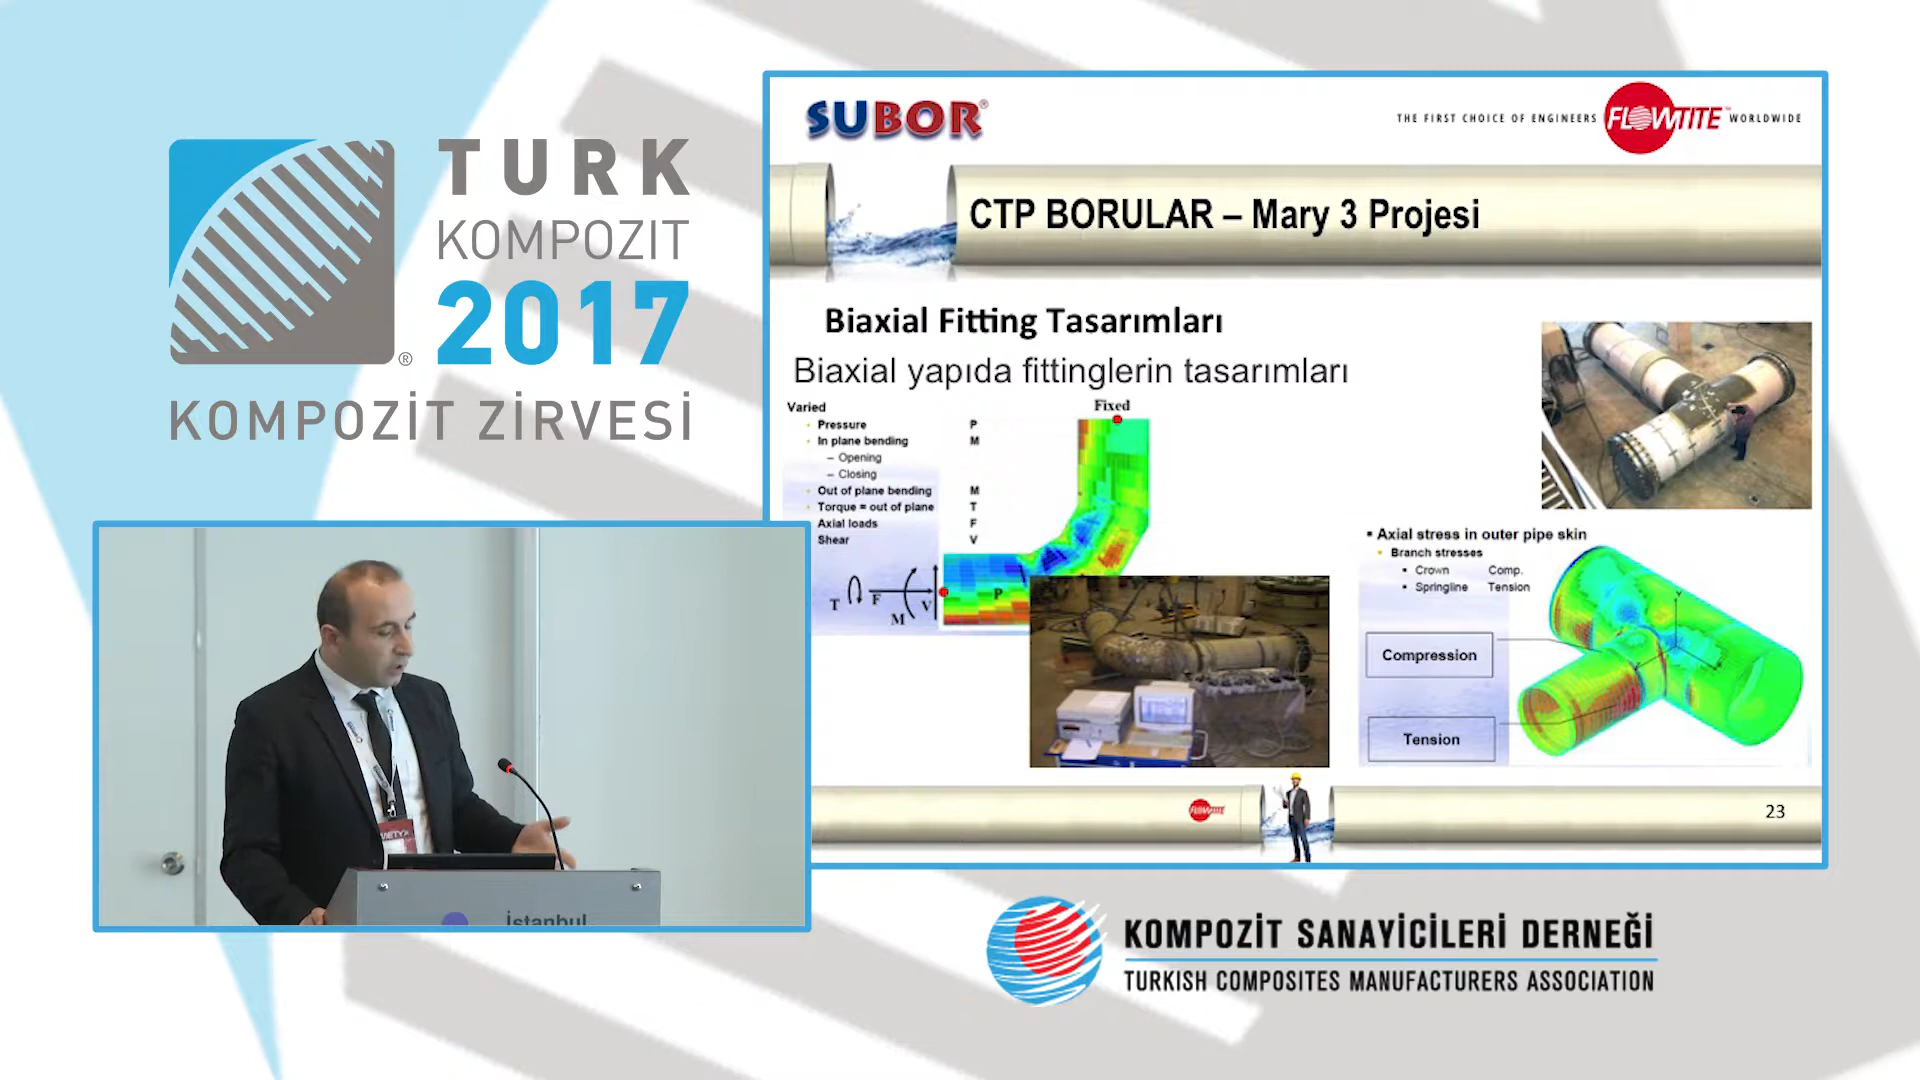 TURK
KOMPOZIT
2017
®
KOMPOZİT ZİRVESİ
SUBOR®
THE FIRST CHOICE OF ENGINEERS FLOWTITE™ WORLDWIDE
CTP BORULAR – Mary 3 Projesi
Biaxial Fitting Tasarımları
Biaxial yapıda fittinglerin tasarımları
Varied
Pressure P
In plane bending M
– Opening
– Closing
Out of plane bending M
Torque = out of plane T
Axial loads F
Shear V
Fixed
T F M V P
Axial stress in outer pipe skin
Branch stresses
Crown Comp.
Springline Tension
Compression
Tension
FLOWTITE
23
METYX
İstanbul
KOMPOZİT SANAYİCİLERİ DERNEĞİ
TURKISH COMPOSITES MANUFACTURERS ASSOCIATION